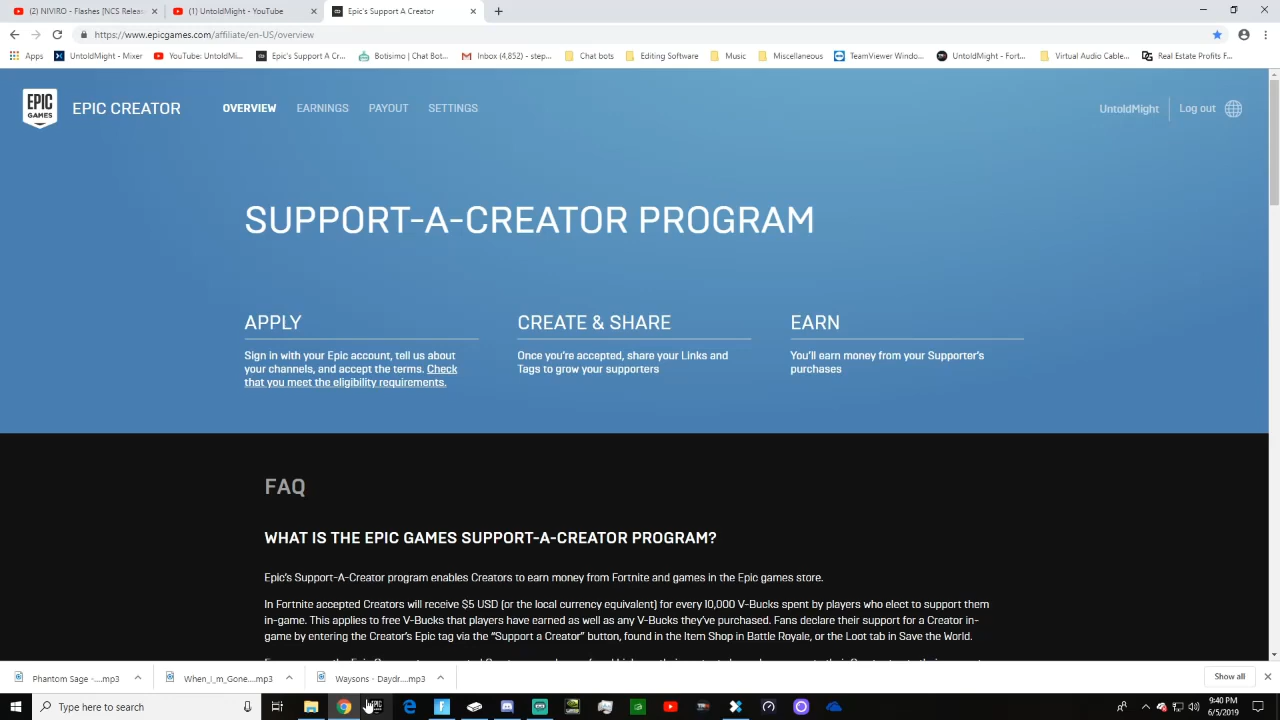 (2) NIVIRO - Flashes [NCS Releas
(1) UntoldMight - YouTube
Epic's Support A Creator
https://www.epicgames.com/affiliate/en-US/overview
Apps
UntoldMight - Mixer
YouTube: UntoldMi...
Epic's Support A Cr...
Botisimo | Chat Bot...
Inbox (4,852) - step...
Chat bots
Editing Software
Music
Miscellaneous
TeamViewer Windo...
UntoldMight - Fort...
Virtual Audio Cable...
Real Estate Profits F...
EPIC
GAMES
EPIC CREATOR
OVERVIEW
EARNINGS
PAYOUT
SETTINGS
UntoldMight
Log out
SUPPORT-A-CREATOR PROGRAM
APPLY
Sign in with your Epic account, tell us about
your channels, and accept the terms. Check
that you meet the eligibility requirements.
CREATE & SHARE
Once you're accepted, share your Links and
Tags to grow your supporters
EARN
You'll earn money from your Supporter's
purchases
FAQ
WHAT IS THE EPIC GAMES SUPPORT-A-CREATOR PROGRAM?
Epic's Support-A-Creator program enables Creators to earn money from Fortnite and games in the Epic games store.
In Fortnite accepted Creators will receive $5 USD (or the local currency equivalent) for every 10,000 V-Bucks spent by players who elect to support them
in-game. This applies to free V-Bucks that players have earned as well as any V-Bucks they've purchased. Fans declare their support for a Creator in-
game by entering the Creator's Epic tag via the "Support a Creator" button, found in the Item Shop in Battle Royale, or the Loot tab in Save the World.
Phantom Sage -....mp3
When_I_m_Gone....mp3
Waysons - Daydr....mp3
Show all
Type here to search
9:40 PM
6/5/2019